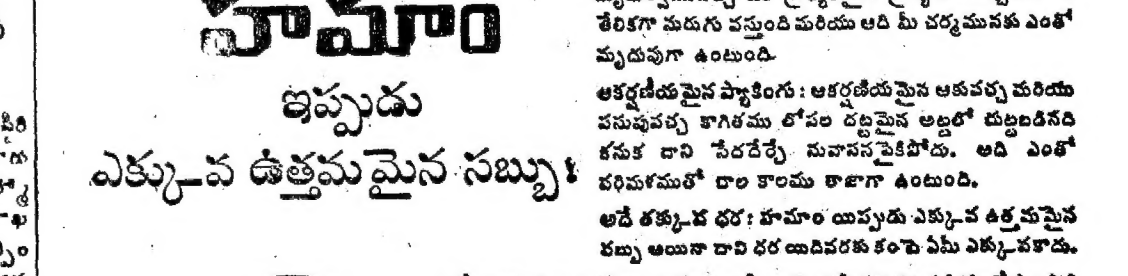 హమాం
ఇప్పుడు
ఎక్కువ ఉత్తమమైన సబ్బు!
తేలికగా నురుగు వస్తుంది మరియు అది మీ చర్మమునకు ఎంతో
మృదువుగా ఉంటుంది.
ఆకర్షణీయమైన ప్యాకింగు : ఆకర్షణీయమైన ఆకుపచ్చ మరియు
పసుపుపచ్చ కాగితము లోపల దట్టమైన అట్టలో చుట్టబడినది
కనుక దాని సేదదేర్చే సువాసన పైకిపోదు. అది ఎంతో
పరిమళముతో చాల కాలము తాజాగా ఉంటుంది.
అదే తక్కువ ధర : హమాం యిప్పుడు ఎక్కువ ఉత్తమమైన
సబ్బు అయినా దాని ధర యిదివరకు కంటె ఏమీ ఎక్కువకాదు.